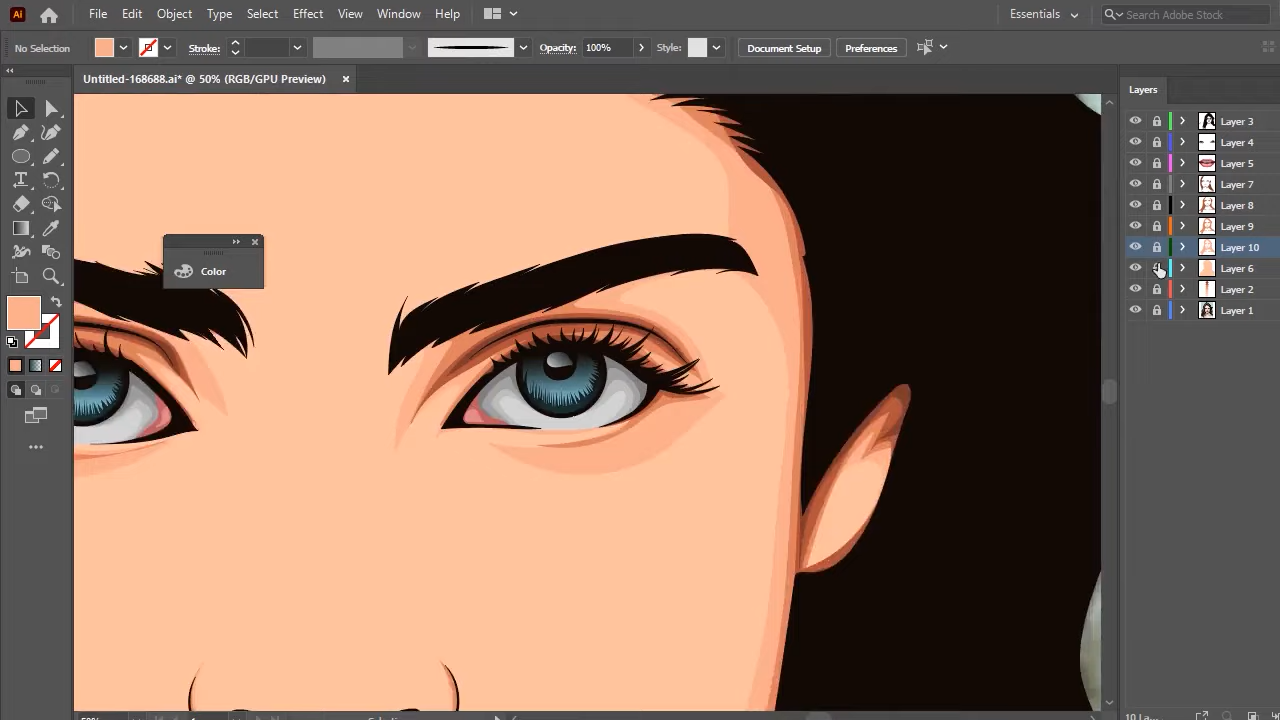 Ai File Edit Object Type Select Effect View Window Help Essentials Search Adobe Stock
No Selection Stroke: Opacity: 100% Style: Document Setup Preferences
Untitled-168688.ai* @ 50% (RGB/GPU Preview)
Layers
Layer 3
Layer 4
Layer 5
Layer 7
Layer 8
Layer 9
Layer 10
Layer 6
Layer 2
Layer 1
Color